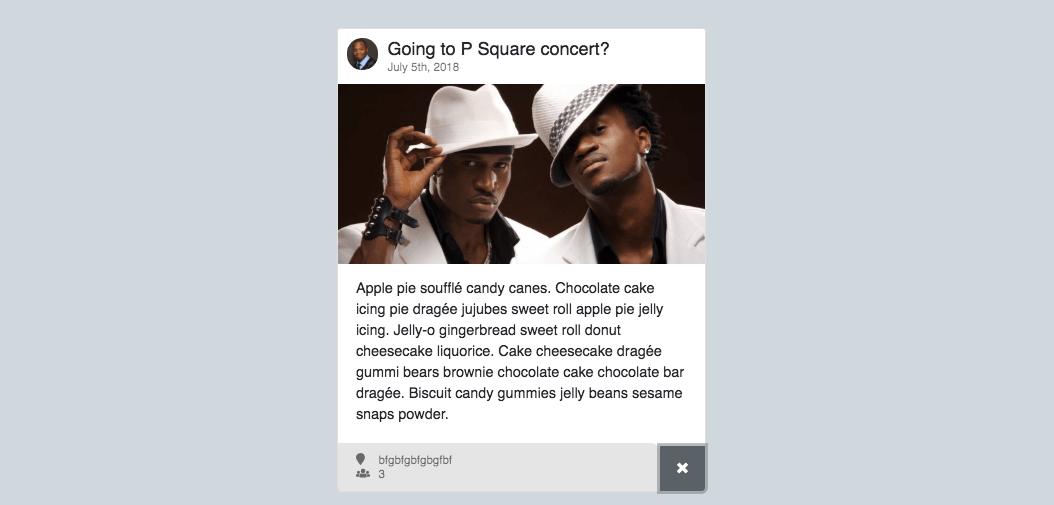 Going to P Square concert?
July 5th, 2018
Apple pie soufflé candy canes. Chocolate cake
icing pie dragée jujubes sweet roll apple pie jelly
icing. Jelly-o gingerbread sweet roll donut
cheesecake liquorice. Cake cheesecake dragée
gummi bears brownie chocolate cake chocolate bar
dragée. Biscuit candy gummies jelly beans sesame
snaps powder.
bfgbfgbfgbgfbf
3